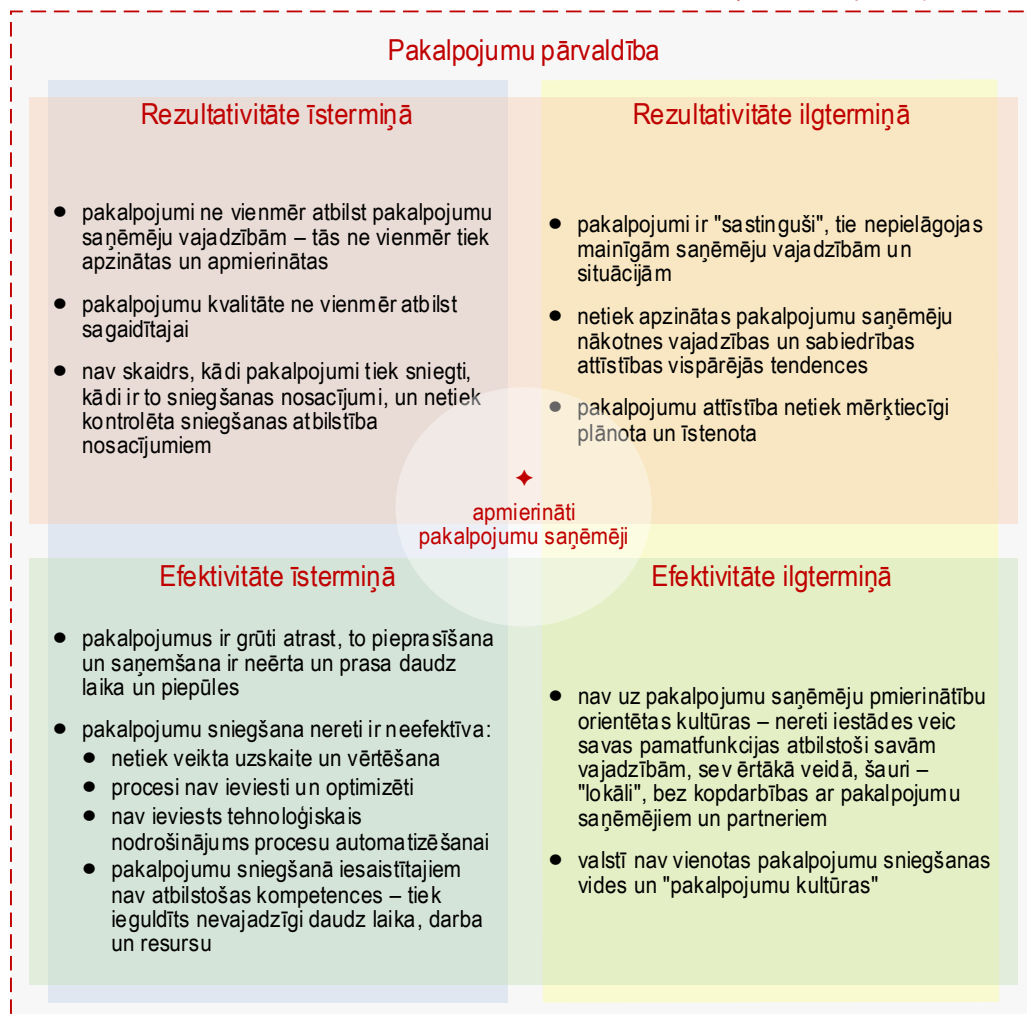 Pakalpojumu pārvaldība
Rezultativitāte īstermiņā
● pakalpojumi ne vienmēr atbilst pakalpojumu
saņēmēju vajadzībām – tās ne vienmēr tiek
apzinātas un apmierinātas
● pakalpojumu kvalitāte ne vienmēr atbilst
sagaidītajai
● nav skaidrs, kādi pakalpojumi tiek sniegti,
kādi ir to sniegšanas nosacījumi, un netiek
kontrolēta sniegšanas atbilstība
nosacījumiem
Rezultativitāte ilgtermiņā
● pakalpojumi ir "sastinguši", tie nepielāgojas
mainīgām saņēmēju vajadzībām un
situācijām
● netiek apzinātas pakalpojumu saņēmēju
nākotnes vajadzības un sabiedrības
attīstības vispārējās tendences
● pakalpojumu attīstība netiek mērķtiecīgi
plānota un īstenota
✦
apmierināti
pakalpojumu saņēmēji
Efektivitāte īstermiņā
● pakalpojumus ir grūti atrast, to pieprasīšana
un saņemšana ir neērta un prasa daudz
laika un piepūles
● pakalpojumu sniegšana nereti ir neefektīva:
● netiek veikta uzskaite un vērtēšana
● procesi nav ieviesti un optimizēti
● nav ieviests tehnoloģiskais
nodrošinājums procesu automatizēšanai
● pakalpojumu sniegšanā iesaistītajiem
nav atbilstošas kompetences – tiek
ieguldīts nevajadzīgi daudz laika, darba
un resursu
Efektivitāte ilgtermiņā
● nav uz pakalpojumu saņēmēju pmierinātību
orientētas kultūras – nereti iestādes veic
savas pamatfunkcijas atbilstoši savām
vajadzībām, sev ērtākā veidā, šauri –
"lokāli", bez kopdarbības ar pakalpojumu
saņēmējiem un partneriem
● valstī nav vienotas pakalpojumu sniegšanas
vides un "pakalpojumu kultūras"